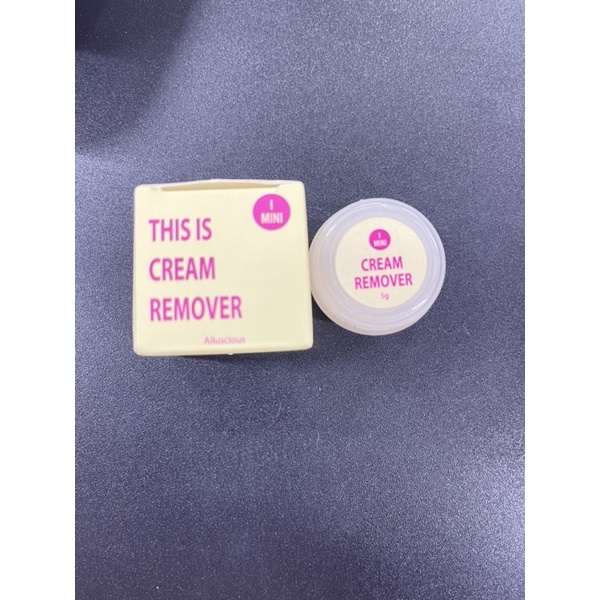 I
MINI
THIS IS
CREAM
REMOVER
Alluscious
I
MINI
CREAM
REMOVER
5g